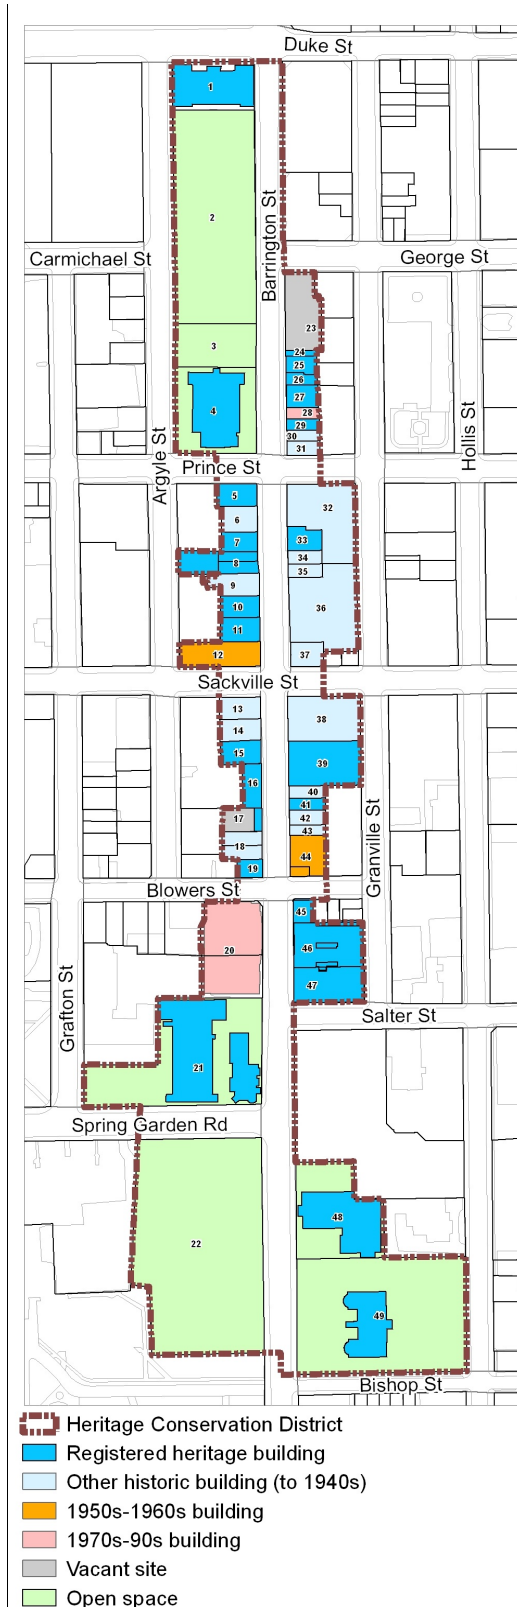 Duke St
1
Barrington St
2
Carmichael St
George St
23
3
24
25
26
4
27
28
29
30
31
Hollis St
Argyle St
Prince St
5
32
6
7
33
8
34
35
9
10
36
11
12
37
Sackville St
13
38
14
15
39
16
40
41
17
42
43
18
44
19
Granville St
Blowers St
45
20
46
47
Grafton St
Salter St
21
Spring Garden Rd
48
22
49
Bishop St
Heritage Conservation District
Registered heritage building
Other historic building (to 1940s)
1950s-1960s building
1970s-90s building
Vacant site
Open space